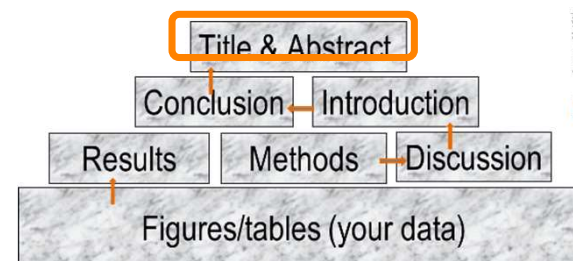 Title & Abstract
Conclusion Introduction
Results Methods Discussion
Figures/tables (your data)